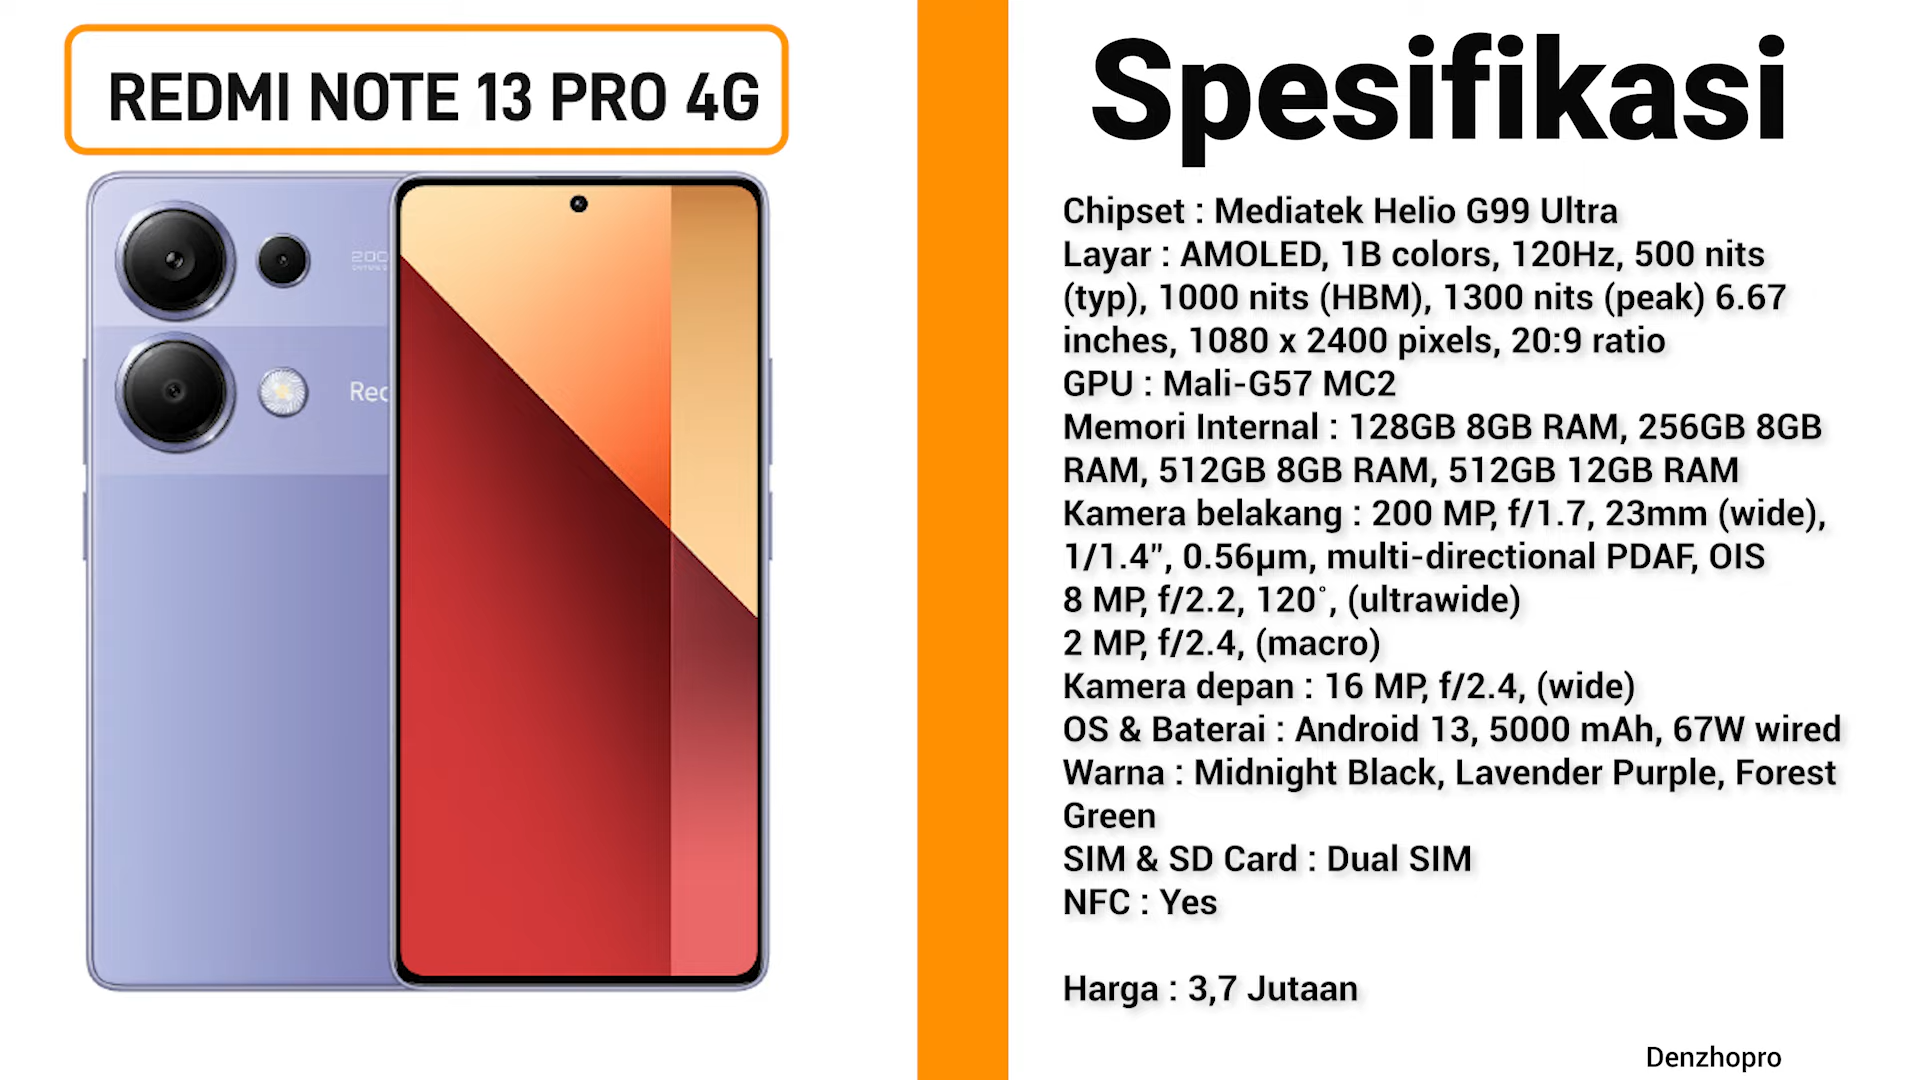 REDMI NOTE 13 PRO 4G
200
Red
Spesifikasi
Chipset : Mediatek Helio G99 Ultra
Layar : AMOLED, 1B colors, 120Hz, 500 nits
(typ), 1000 nits (HBM), 1300 nits (peak) 6.67
inches, 1080 x 2400 pixels, 20:9 ratio
GPU : Mali-G57 MC2
Memori Internal : 128GB 8GB RAM, 256GB 8GB
RAM, 512GB 8GB RAM, 512GB 12GB RAM
Kamera belakang : 200 MP, f/1.7, 23mm (wide),
1/1.4", 0.56µm, multi-directional PDAF, OIS
8 MP, f/2.2, 120˚, (ultrawide)
2 MP, f/2.4, (macro)
Kamera depan : 16 MP, f/2.4, (wide)
OS & Baterai : Android 13, 5000 mAh, 67W wired
Warna : Midnight Black, Lavender Purple, Forest
Green
SIM & SD Card : Dual SIM
NFC : Yes
Harga : 3,7 Jutaan
Denzhopro